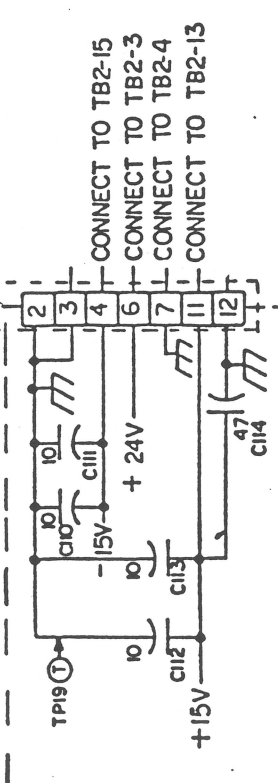 2
3
4 CONNECT TO TB2-15
6 CONNECT TO TB2-3
7 CONNECT TO TB2-4
11 CONNECT TO TB2-13
12
10
C111
10
C110
-15V
+ 24V
47
C114
10
C113
TP19 T
10
C112
+15V